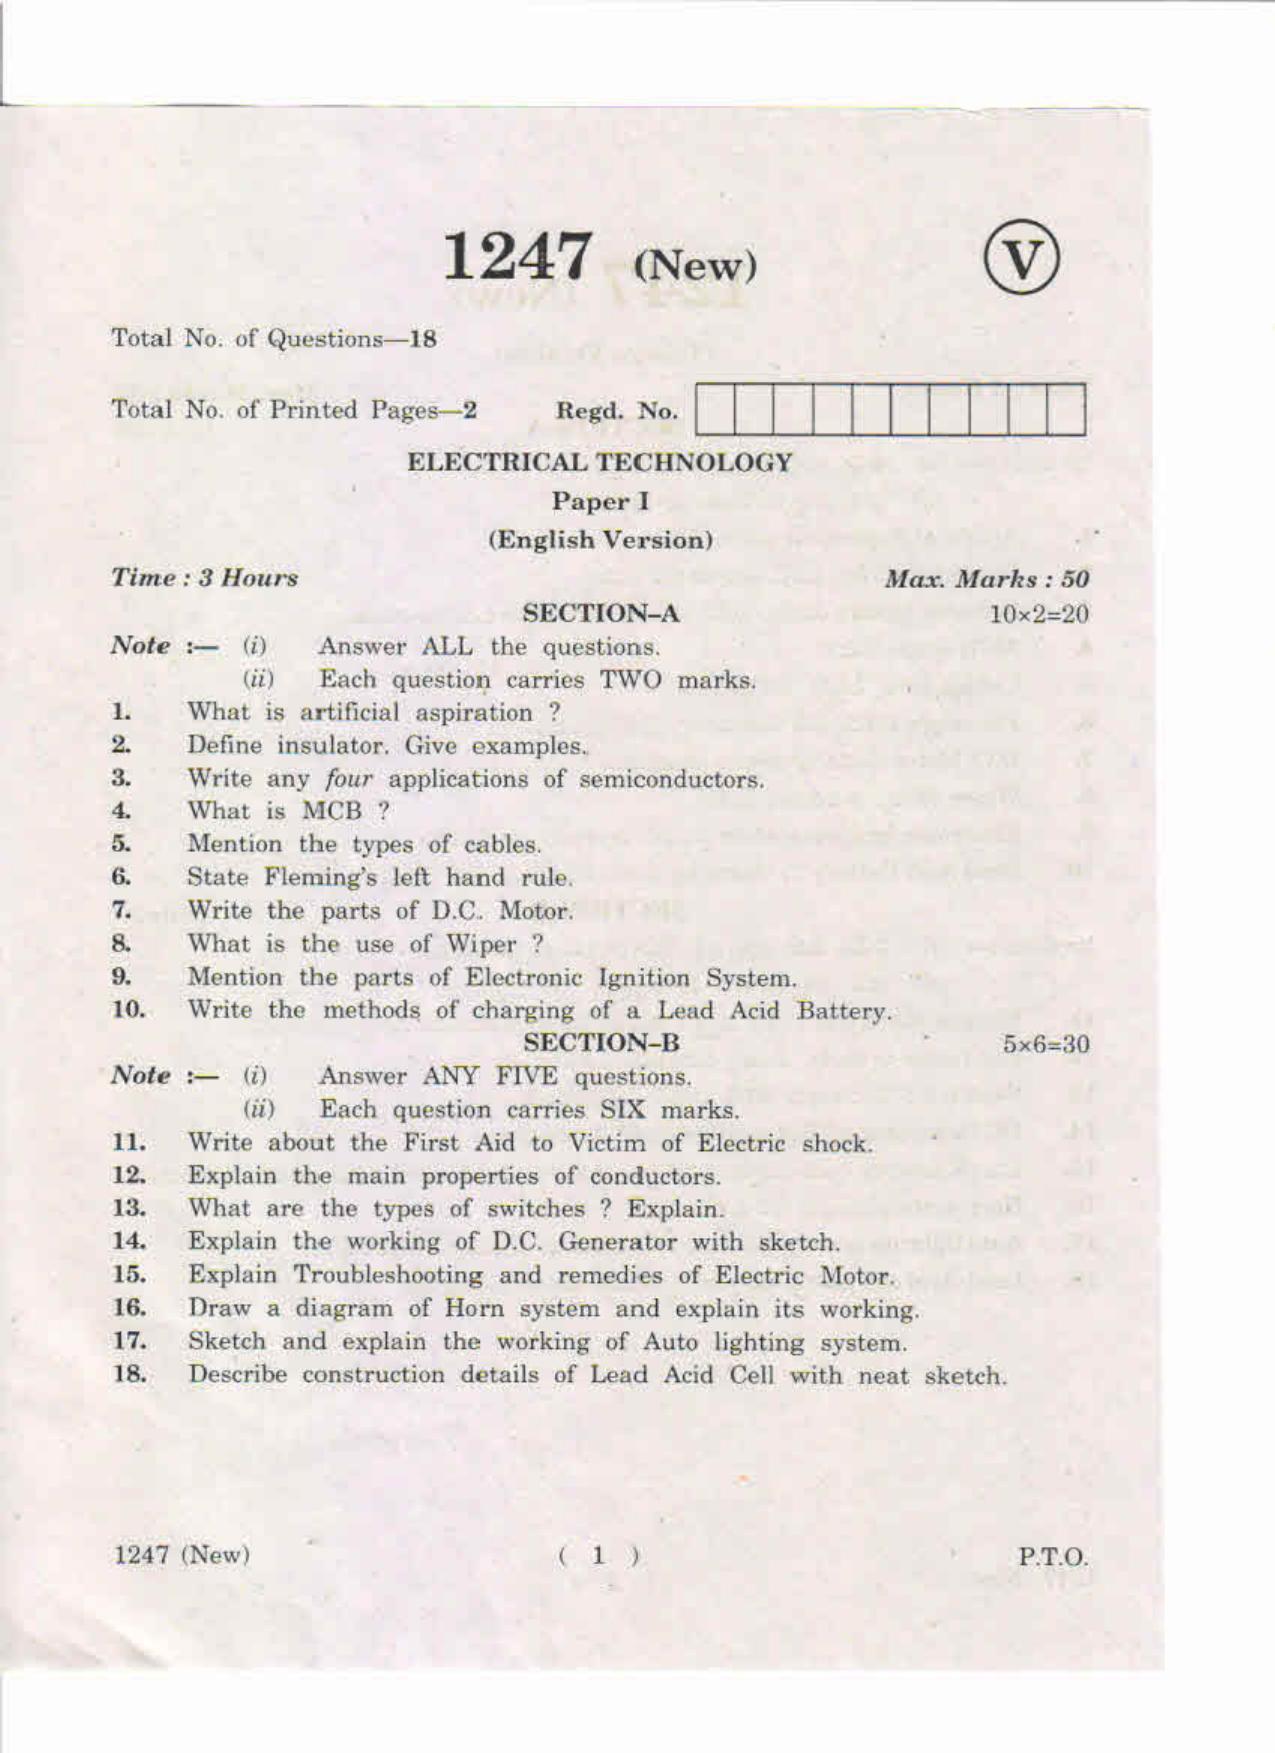 1247 (New)
V
Total No. of Questions—18
Total No. of Printed Pages—2 Regd. No.
ELECTRICAL TECHNOLOGY
Paper I
(English Version)
Time : 3 Hours Max. Marks : 50
SECTION–A 10×2=20
Note :— (i) Answer ALL the questions.
(ii) Each question carries TWO marks.
1. What is artificial aspiration ?
2. Define insulator. Give examples.
3. Write any four applications of semiconductors.
4. What is MCB ?
5. Mention the types of cables.
6. State Fleming's left hand rule.
7. Write the parts of D.C. Motor.
8. What is the use of Wiper ?
9. Mention the parts of Electronic Ignition System.
10. Write the methods of charging of a Lead Acid Battery.
SECTION–B 5×6=30
Note :— (i) Answer ANY FIVE questions.
(ii) Each question carries SIX marks.
11. Write about the First Aid to Victim of Electric shock.
12. Explain the main properties of conductors.
13. What are the types of switches ? Explain.
14. Explain the working of D.C. Generator with sketch.
15. Explain Troubleshooting and remedies of Electric Motor.
16. Draw a diagram of Horn system and explain its working.
17. Sketch and explain the working of Auto lighting system.
18. Describe construction details of Lead Acid Cell with neat sketch.
1247 (New) ( 1 ) P.T.O.